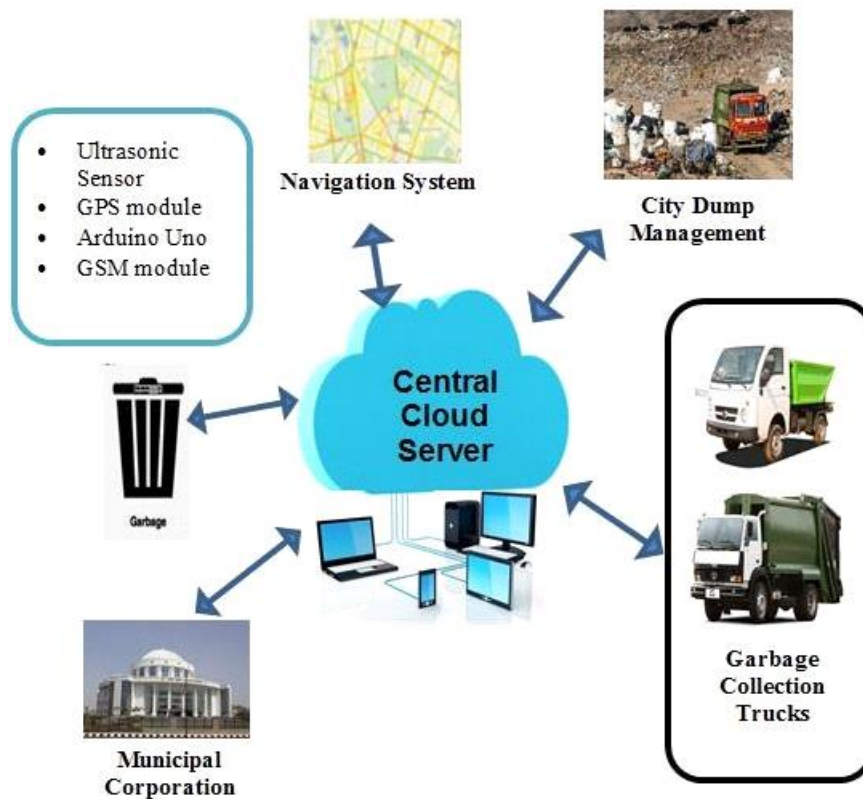 • Ultrasonic
Sensor
• GPS module
• Arduino Uno
• GSM module
Navigation System
City Dump
Management
Central
Cloud
Server
Garbage
Municipal
Corporation
Garbage
Collection
Trucks